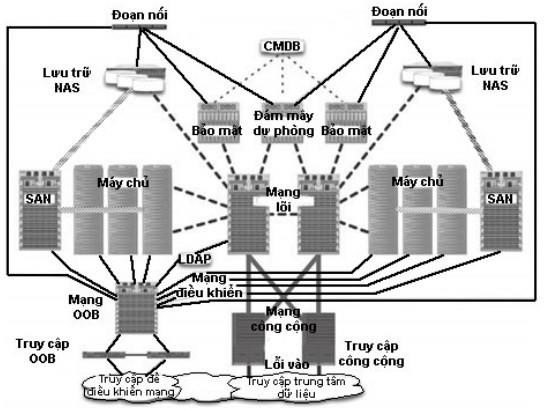 Đoạn nối
Đoạn nối
CMDB
Lưu trữ
NAS
Lưu trữ
NAS
Bảo mật
Đám mây
dự phòng
Bảo mật
Máy chủ
Máy chủ
SAN
Mạng
lõi
SAN
LDAP
Mạng
điều khiển
Mạng
OOB
Mạng
công cộng
Truy cập
OOB
Truy cập
công cộng
Lỗi vào
Truy cập để
điều khiển mạng
Truy cập trung tâm
dữ liệu